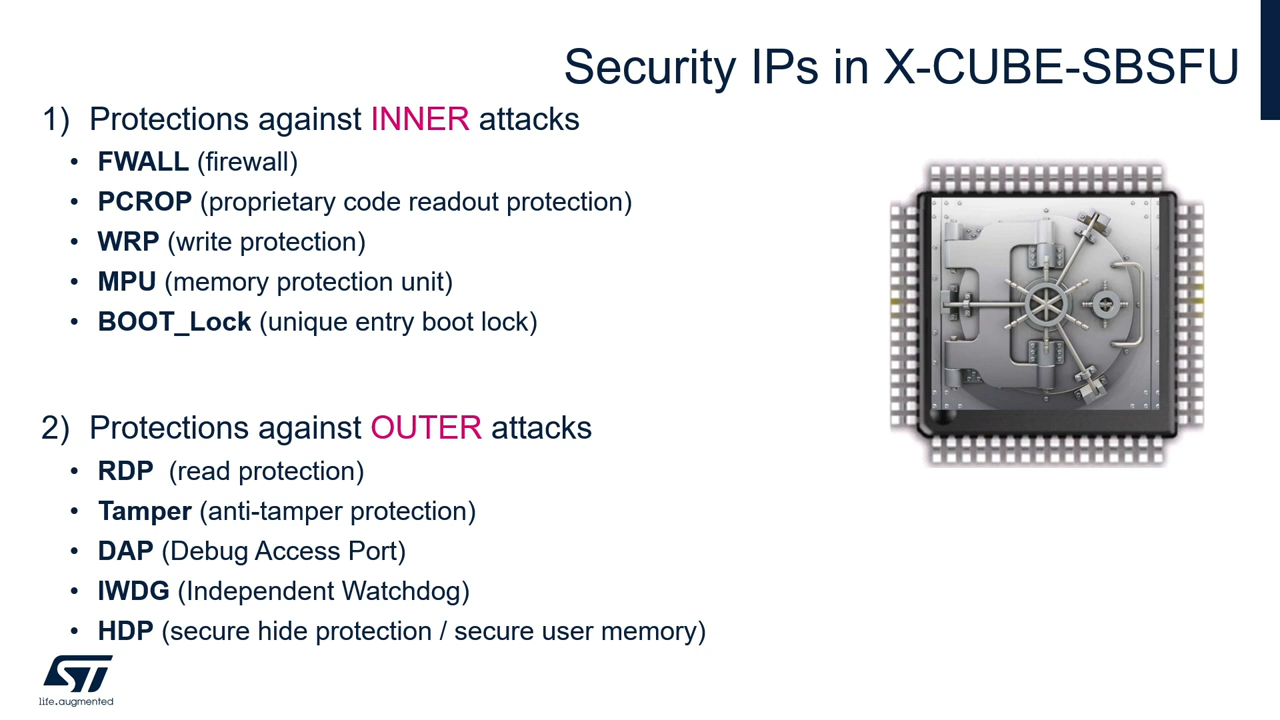 Security IPs in X-CUBE-SBSFU
1) Protections against INNER attacks
• FWALL (firewall)
• PCROP (proprietary code readout protection)
• WRP (write protection)
• MPU (memory protection unit)
• BOOT_Lock (unique entry boot lock)
2) Protections against OUTER attacks
• RDP (read protection)
• Tamper (anti-tamper protection)
• DAP (Debug Access Port)
• IWDG (Independent Watchdog)
• HDP (secure hide protection / secure user memory)
ST
life.augmented